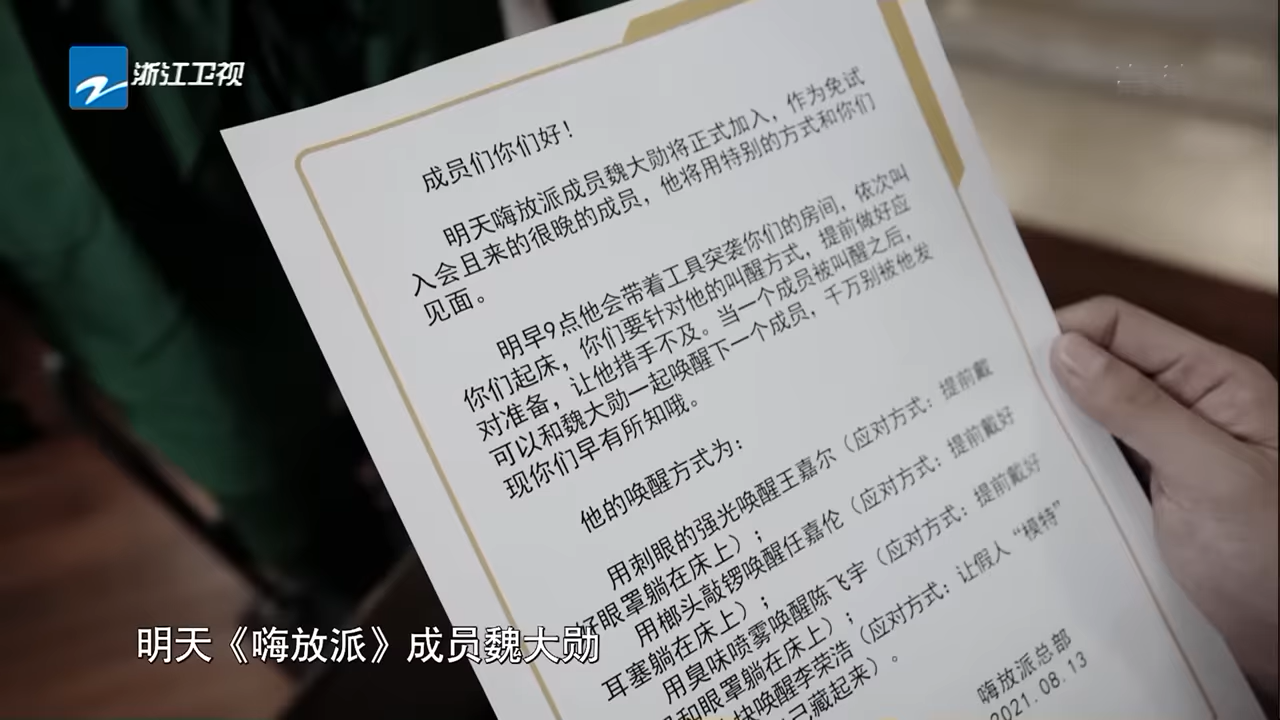 浙江卫视
成员们你们好！
明天嗨放派成员魏大勋将正式加入，作为免试
入会且来的很晚的成员，他将用特别的方式和你们
见面。
明早9点他会带着工具突袭你们的房间，依次叫
你们起床，你们要针对他的叫醒方式，提前做好应
对准备，让他措手不及。当一个成员被叫醒之后，
可以和魏大勋一起唤醒下一个成员，千万别被他发
现你们早有所知哦。
他的唤醒方式为：
用刺眼的强光唤醒王嘉尔（应对方式：提前戴
好眼罩躺在床上）；
用榔头敲锣唤醒任嘉伦（应对方式：提前戴好
耳塞躺在床上）；
用臭味喷雾唤醒陈飞宇（应对方式：提前戴好
和眼罩躺在床上）；
块唤醒李荣浩（应对方式：让假人“模特”
己藏起来）。
嗨放派总部
2021.08.13
明天《嗨放派》成员魏大勋